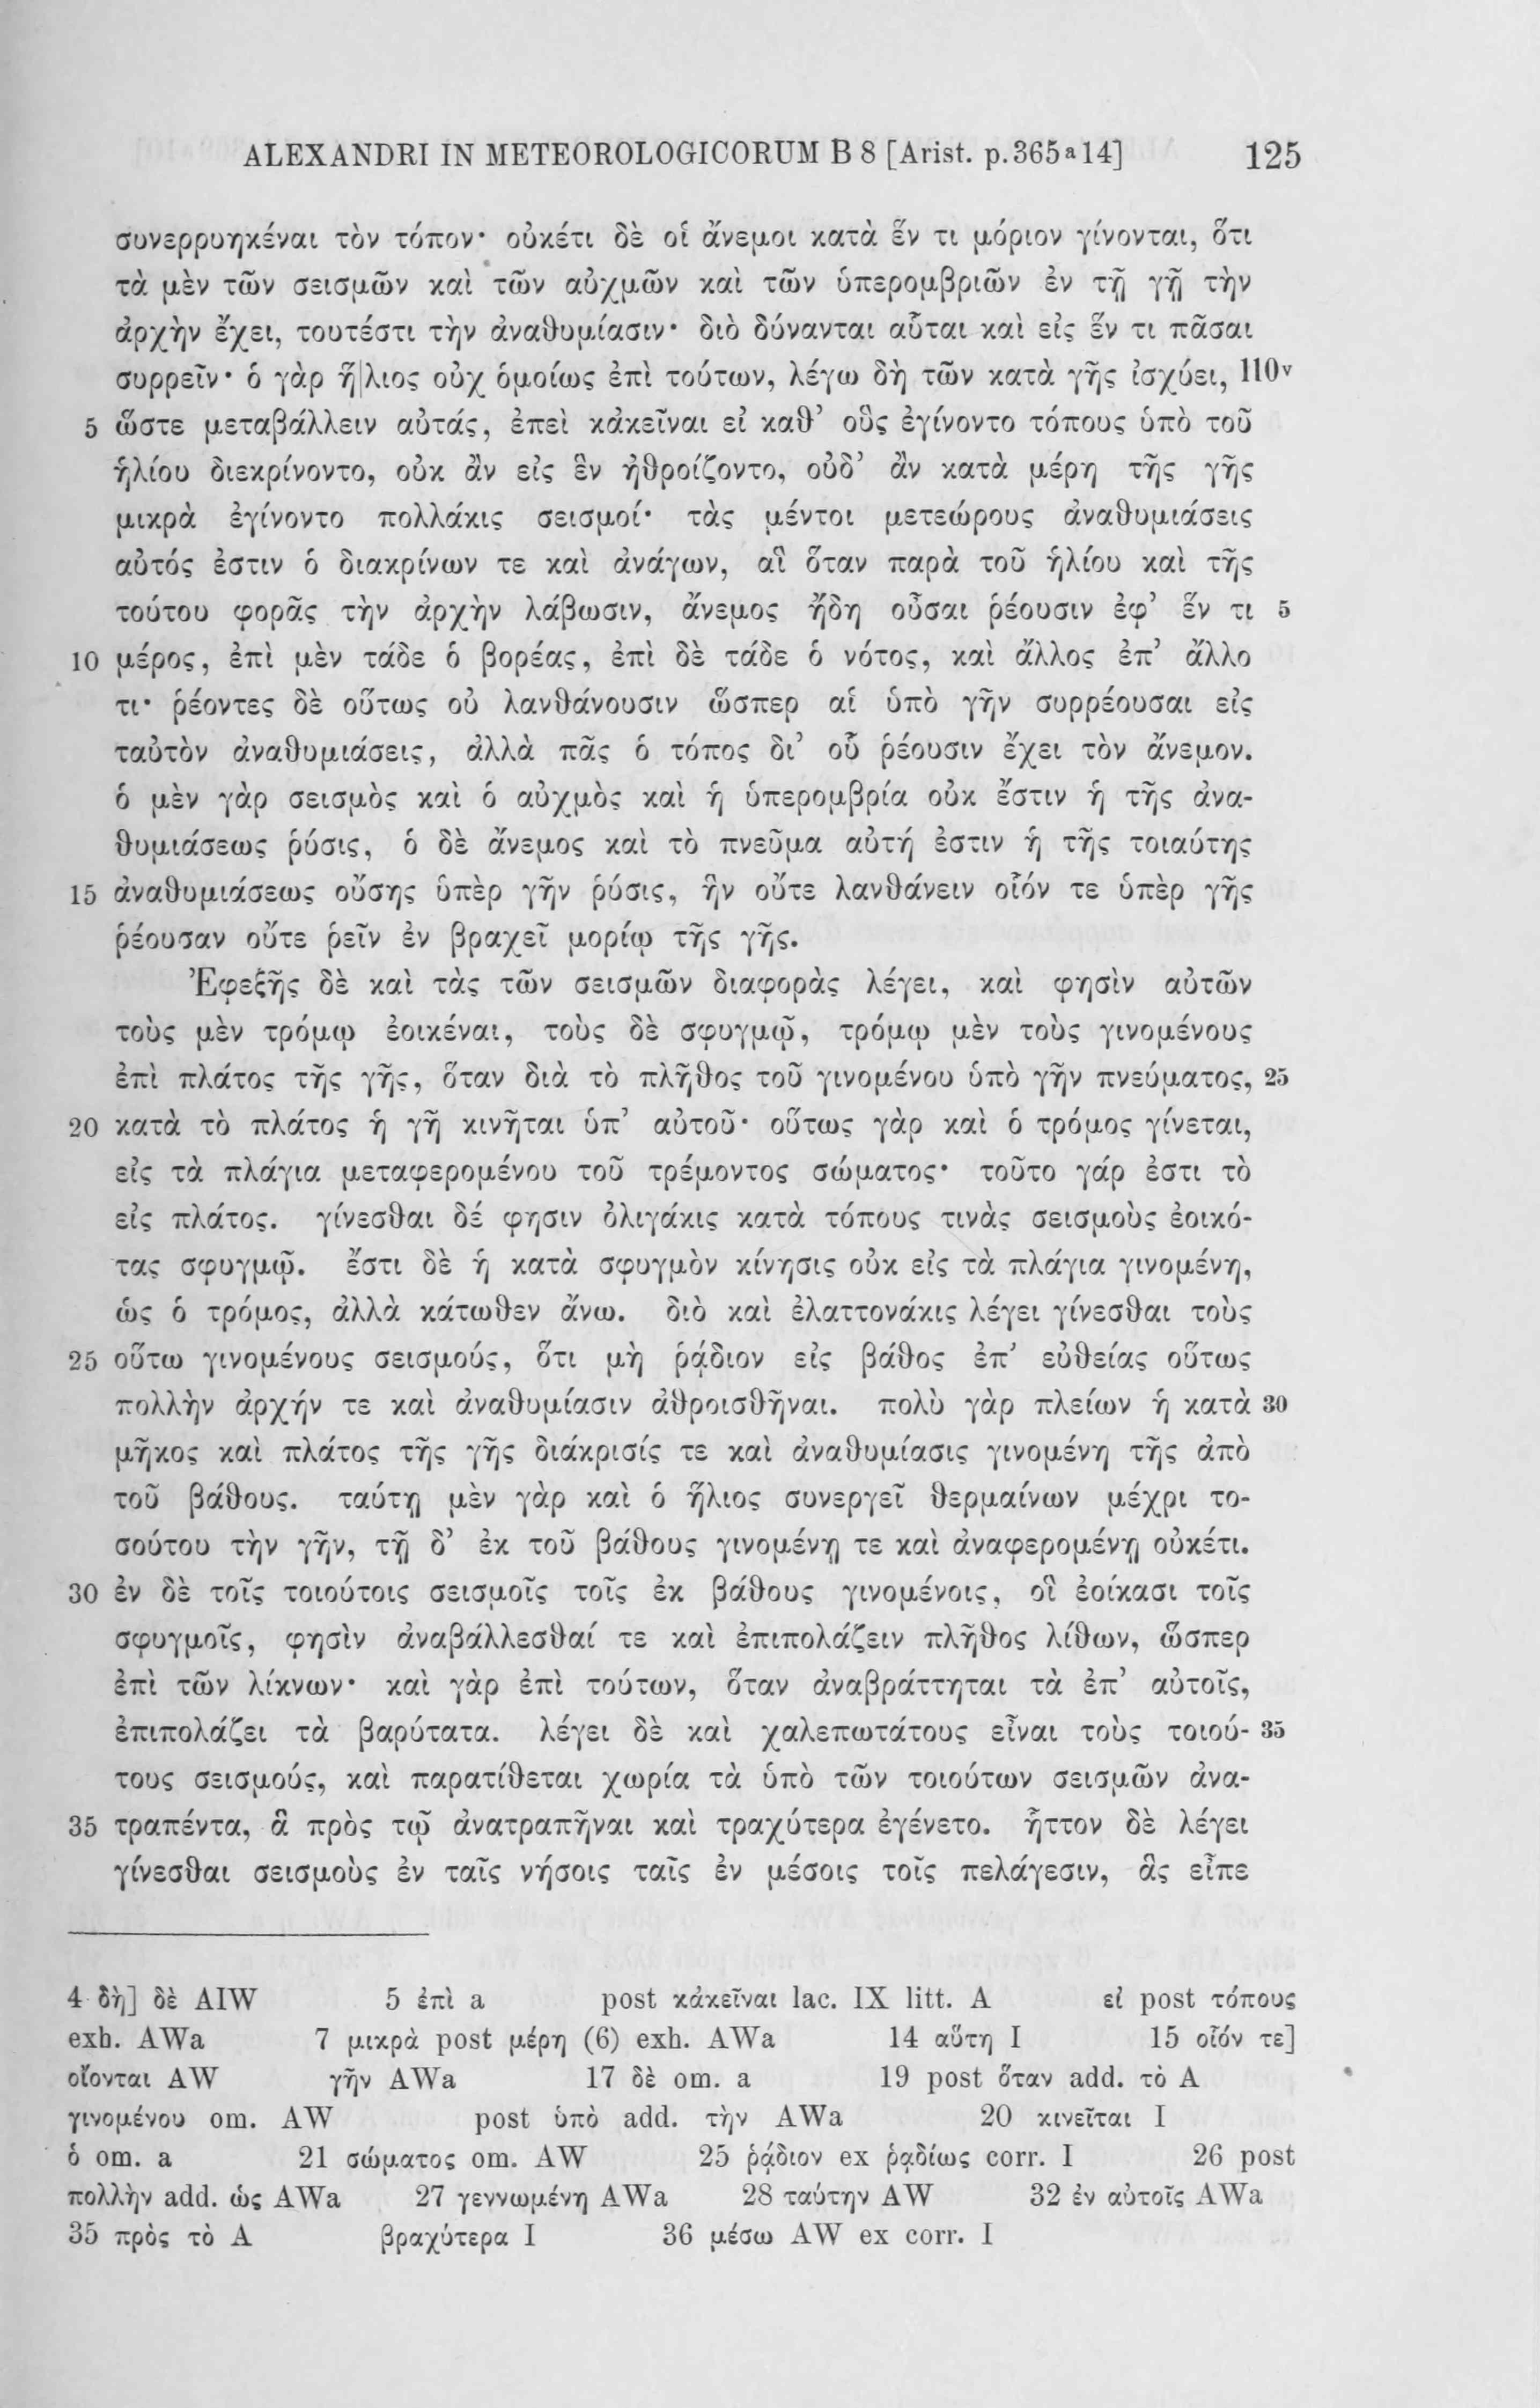 ALEXANDRI IN METEOROLOGICORUM B 8 [Arist. p. 365 a 14] 125
συνερρυηκέναι τὸν τόπον· οὐκέτι δὲ οἱ ἄνεμοι κατὰ ἕν τι μόριον γίνονται, ὅτι
τὰ μὲν τῶν σεισμῶν καὶ τῶν αὐχμῶν καὶ τῶν ὑπερομβριῶν ἐν τῇ γῇ τὴν
ἀρχὴν ἔχει, τουτέστι τὴν ἀναθυμίασιν· διὸ δύνανται αὗται καὶ εἰς ἕν τι πᾶσαι
συρρεῖν· ὁ γὰρ ἥ|λιος οὐχ ὁμοίως ἐπὶ τούτων, λέγω δὴ τῶν κατὰ γῆς ἰσχύει, 110v
5 ὥστε μεταβάλλειν αὐτάς, ἐπεὶ κἀκεῖναι εἰ καθ’ οὓς ἐγίνοντο τόπους ὑπὸ τοῦ
ἡλίου διεκρίνοντο, οὐκ ἂν εἰς ἓν ἠθροίζοντο, οὐδ’ ἂν κατὰ μέρη τῆς γῆς
μικρὰ ἐγίνοντο πολλάκις σεισμοί· τὰς μέντοι μετεώρους ἀναθυμιάσεις
αὐτός ἐστιν ὁ διακρίνων τε καὶ ἀνάγων, αἳ ὅταν παρὰ τοῦ ἡλίου καὶ τῆς
τούτου φορᾶς τὴν ἀρχὴν λάβωσιν, ἄνεμος ἤδη οὖσαι ῥέουσιν ἐφ’ ἕν τι 5
10 μέρος, ἐπὶ μὲν τάδε ὁ βορέας, ἐπὶ δὲ τάδε ὁ νότος, καὶ ἄλλος ἐπ’ ἄλλο
τι· ῥέοντες δὲ οὕτως οὐ λανθάνουσιν ὥσπερ αἱ ὑπὸ γῆν συρρέουσαι εἰς
ταὐτὸν ἀναθυμιάσεις, ἀλλὰ πᾶς ὁ τόπος δι’ οὗ ῥέουσιν ἔχει τὸν ἄνεμον.
ὁ μὲν γὰρ σεισμὸς καὶ ὁ αὐχμὸς καὶ ἡ ὑπερομβρία οὐκ ἔστιν ἡ τῆς ἀνα-
θυμιάσεως ῥύσις, ὁ δὲ ἄνεμος καὶ τὸ πνεῦμα αὐτή ἐστιν ἡ τῆς τοιαύτης
15 ἀναθυμιάσεως οὔσης ὑπὲρ γῆν ῥύσις, ἣν οὔτε λανθάνειν οἷόν τε ὑπὲρ γῆς
ῥέουσαν οὔτε ῥεῖν ἐν βραχεῖ μορίῳ τῆς γῆς.
Ἐφεξῆς δὲ καὶ τὰς τῶν σεισμῶν διαφορὰς λέγει, καὶ φησὶν αὐτῶν
τοὺς μὲν τρόμῳ ἐοικέναι, τοὺς δὲ σφυγμῷ, τρόμῳ μὲν τοὺς γινομένους
ἐπὶ πλάτος τῆς γῆς, ὅταν διὰ τὸ πλῆθος τοῦ γινομένου ὑπὸ γῆν πνεύματος, 25
20 κατὰ τὸ πλάτος ἡ γῆ κινῆται ὑπ’ αὐτοῦ· οὕτως γὰρ καὶ ὁ τρόμος γίνεται,
εἰς τὰ πλάγια μεταφερομένου τοῦ τρέμοντος σώματος· τοῦτο γάρ ἐστι τὸ
εἰς πλάτος. γίνεσθαι δέ φησιν ὀλιγάκις κατὰ τόπους τινὰς σεισμοὺς ἐοικό-
τας σφυγμῷ. ἔστι δὲ ἡ κατὰ σφυγμὸν κίνησις οὐκ εἰς τὰ πλάγια γινομένη,
ὡς ὁ τρόμος, ἀλλὰ κάτωθεν ἄνω. διὸ καὶ ἐλαττονάκις λέγει γίνεσθαι τοὺς
25 οὕτω γινομένους σεισμούς, ὅτι μὴ ῥᾴδιον εἰς βάθος ἐπ’ εὐθείας οὕτως
πολλὴν ἀρχήν τε καὶ ἀναθυμίασιν ἀθροισθῆναι. πολὺ γὰρ πλείων ἡ κατὰ 30
μῆκος καὶ πλάτος τῆς γῆς διάκρισίς τε καὶ ἀναθυμίασις γινομένη τῆς ἀπὸ
τοῦ βάθους. ταύτῃ μὲν γὰρ καὶ ὁ ἥλιος συνεργεῖ θερμαίνων μέχρι το-
σούτου τὴν γῆν, τῇ δ’ ἐκ τοῦ βάθους γινομένῃ τε καὶ ἀναφερομένῃ οὐκέτι.
30 ἐν δὲ τοῖς τοιούτοις σεισμοῖς τοῖς ἐκ βάθους γινομένοις, οἳ ἐοίκασι τοῖς
σφυγμοῖς, φησὶν ἀναβάλλεσθαί τε καὶ ἐπιπολάζειν πλῆθος λίθων, ὥσπερ
ἐπὶ τῶν λίκνων· καὶ γὰρ ἐπὶ τούτων, ὅταν ἀναβράττηται τὰ ἐπ’ αὐτοῖς,
ἐπιπολάζει τὰ βαρύτατα. λέγει δὲ καὶ χαλεπωτάτους εἶναι τοὺς τοιού- 35
τους σεισμούς, καὶ παρατίθεται χωρία τὰ ὑπὸ τῶν τοιούτων σεισμῶν ἀνα-
35 τραπέντα, ἃ πρὸς τῷ ἀνατραπῆναι καὶ τραχύτερα ἐγένετο. ἧττον δὲ λέγει
γίνεσθαι σεισμοὺς ἐν ταῖς νήσοις ταῖς ἐν μέσοις τοῖς πελάγεσιν, ἃς εἶπε
4 δὴ] δὲ AIW 5 ἐπὶ a post κἀκεῖναι lac. IX litt. A εἰ post τόπους
exh. AWa 7 μικρὰ post μέρη (6) exh. AWa 14 αὕτη I 15 οἷόν τε]
οἴονται AW γῆν AWa 17 δὲ om. a 19 post ὅταν add. τὸ A
γινομένου om. AW post ὑπὸ add. τὴν AWa 20 κινεῖται I
ὁ om. a 21 σώματος om. AW 25 ῥᾴδιον ex ῥᾳδίως corr. I 26 post
πολλὴν add. ὡς AWa 27 γεννωμένη AWa 28 ταύτην AW 32 ἐν αὐτοῖς AWa
35 πρὸς τὸ A βραχύτερα I 36 μέσω AW ex corr. I